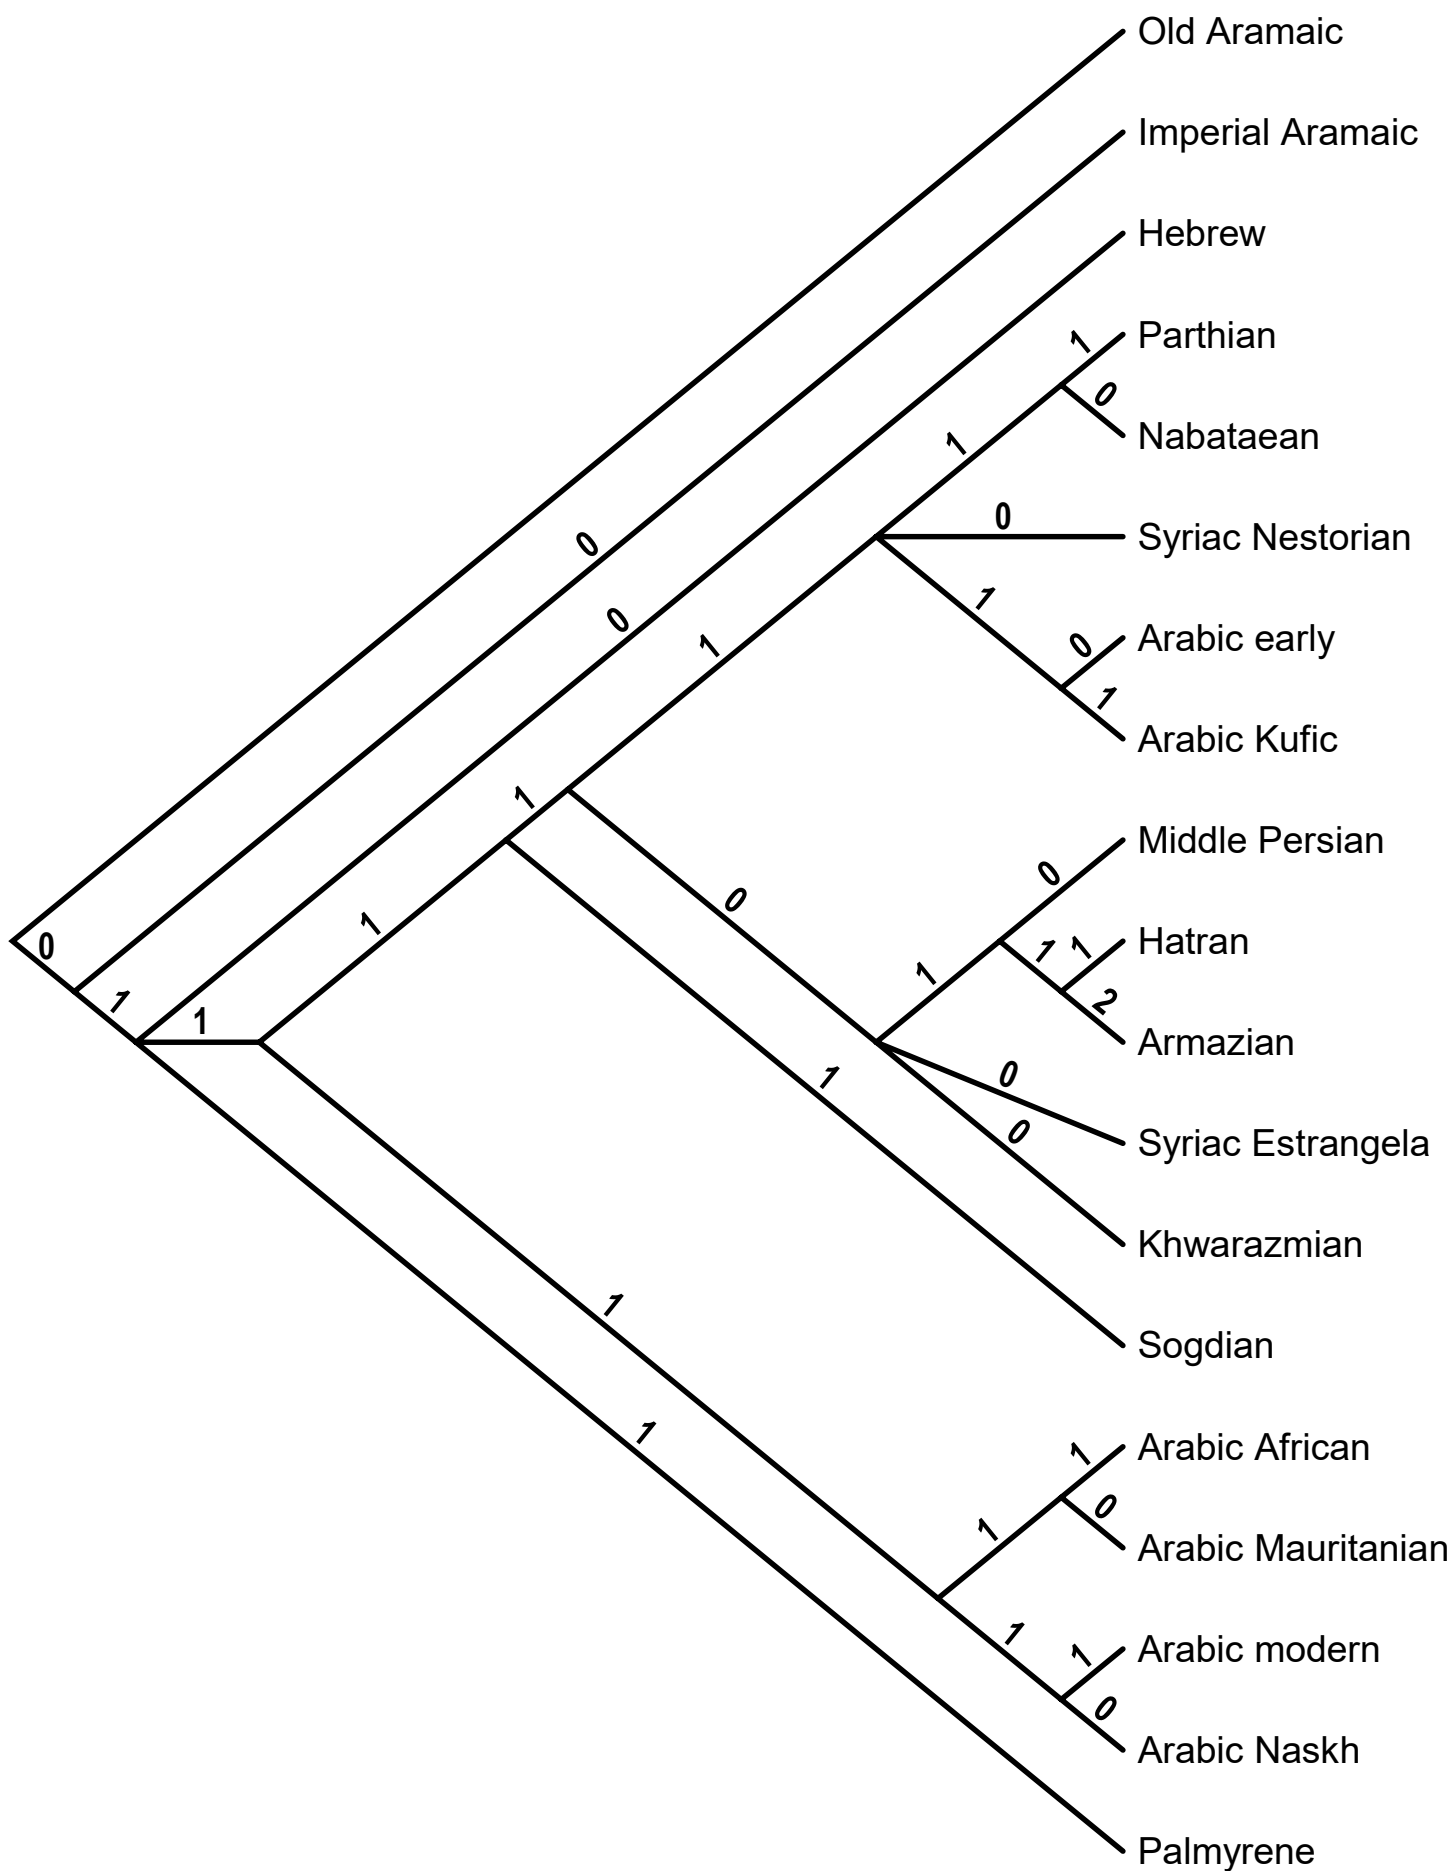 Old Aramaic
Imperial Aramaic
Hebrew
1
Parthian
0
1
Nabataean
0
Syriac Nestorian
0
1
0
Arabic early
0
1
1
Arabic Kufic
1
Middle Persian
0
0
1
0
1
1
1
Hatran
1
2
Armazian
1
0
Syriac Estrangela
1
0
Khwarazmian
1
Sogdian
1
1
Arabic African
1
0
1
Arabic Mauritanian
1
1
Arabic modern
0
Arabic Naskh
Palmyrene